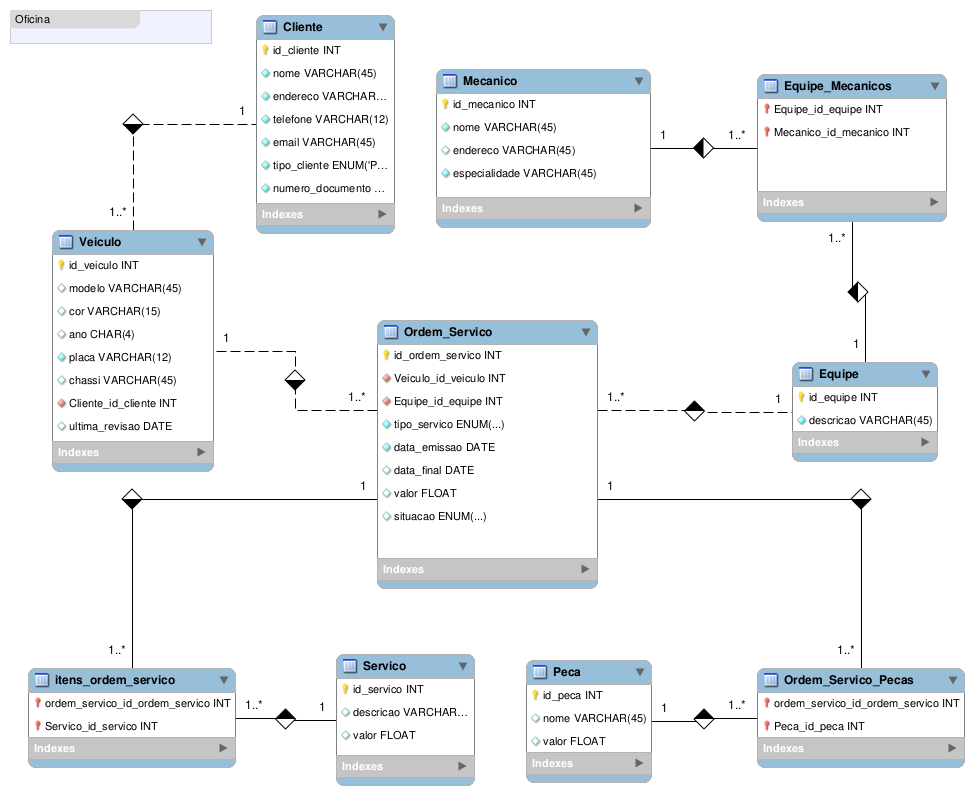 Oficina
Cliente
id_cliente INT
nome VARCHAR(45)
endereco VARCHAR...
telefone VARCHAR(12)
email VARCHAR(45)
tipo_cliente ENUM('P...
numero_documento ...
Indexes
Mecanico
id_mecanico INT
nome VARCHAR(45)
endereco VARCHAR(45)
especialidade VARCHAR(45)
Indexes
Equipe_Mecanicos
Equipe_id_equipe INT
Mecanico_id_mecanico INT
Indexes
1
1..*
1
1..*
Veiculo
id_veiculo INT
modelo VARCHAR(45)
cor VARCHAR(15)
ano CHAR(4)
placa VARCHAR(12)
chassi VARCHAR(45)
Cliente_id_cliente INT
ultima_revisao DATE
Indexes
1
1..*
Ordem_Servico
id_ordem_servico INT
Veiculo_id_veiculo INT
Equipe_id_equipe INT
tipo_servico ENUM(...)
data_emissao DATE
data_final DATE
valor FLOAT
situacao ENUM(...)
Indexes
1..*
1
1..*
1
Equipe
id_equipe INT
descricao VARCHAR(45)
Indexes
1
1
1..*
1..*
itens_ordem_servico
ordem_servico_id_ordem_servico INT
Servico_id_servico INT
Indexes
1..*
1
Servico
id_servico INT
descricao VARCHAR...
valor FLOAT
Indexes
Peca
id_peca INT
nome VARCHAR(45)
valor FLOAT
Indexes
1
1..*
Ordem_Servico_Pecas
ordem_servico_id_ordem_servico INT
Peca_id_peca INT
Indexes